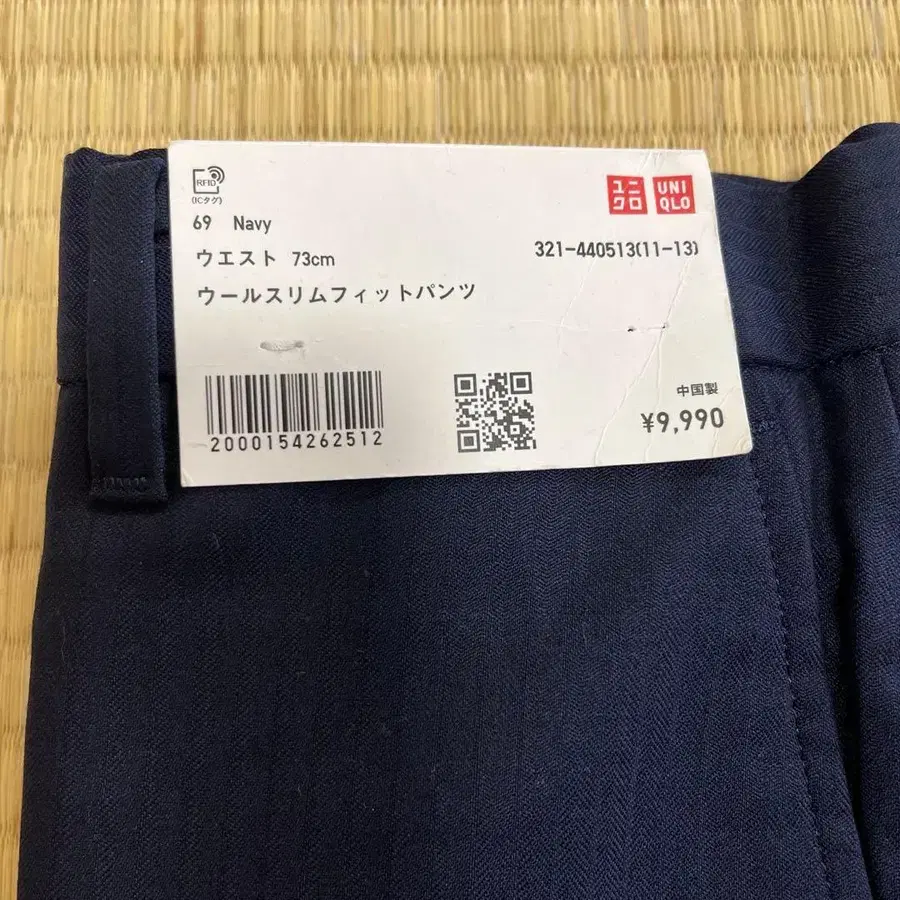 RFID
(ICタグ)
ユニ
クロ
UNI
QLO
69 Navy
321-440513(11-13)
ウエスト 73cm
ウールスリムフィットパンツ
中国製
¥9,990
2000154262512